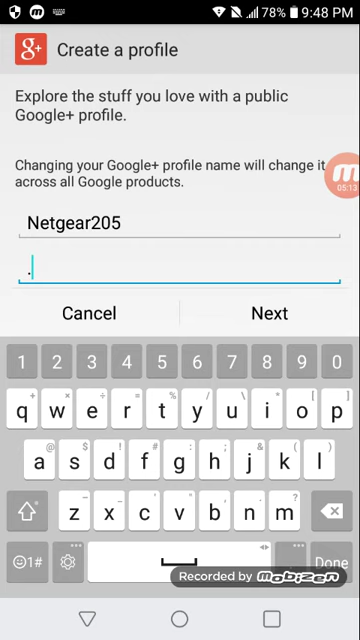 78% 9:48 PM
g+ Create a profile
Explore the stuff you love with a public
Google+ profile.
Changing your Google+ profile name will change it
across all Google products.
05:13
Netgear205
.
Cancel Next
1 2 3 4 5 6 7 8 9 0
+ × ÷ = % / \ * [ ]
q w e r t y u i o p
@ $ ! # : ; & ( )
a s d f g h j k l
_ - ' " , . ?
z x c v b n m
☺1# Done
Recorded by Mobizen